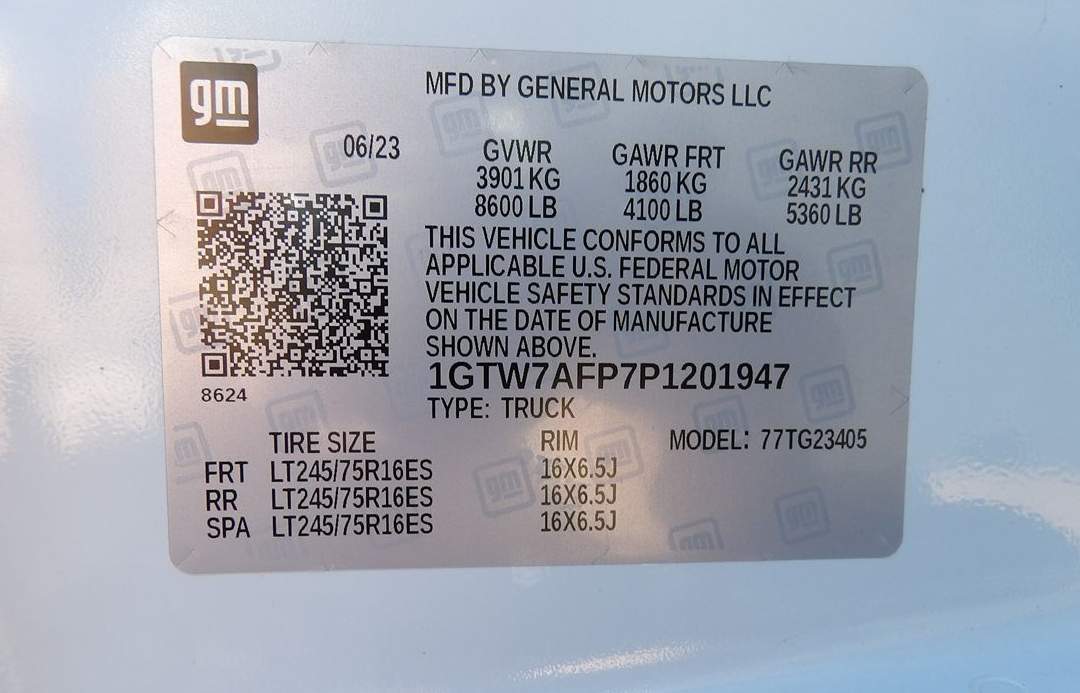 gm
MFD BY GENERAL MOTORS LLC
06/23
GVWR GAWR FRT GAWR RR
3901 KG 1860 KG 2431 KG
8600 LB 4100 LB 5360 LB
THIS VEHICLE CONFORMS TO ALL
APPLICABLE U.S. FEDERAL MOTOR
VEHICLE SAFETY STANDARDS IN EFFECT
ON THE DATE OF MANUFACTURE
SHOWN ABOVE.
1GTW7AFP7P1201947
8624
TYPE: TRUCK
TIRE SIZE RIM MODEL: 77TG23405
FRT LT245/75R16ES 16X6.5J
RR LT245/75R16ES 16X6.5J
SPA LT245/75R16ES 16X6.5J